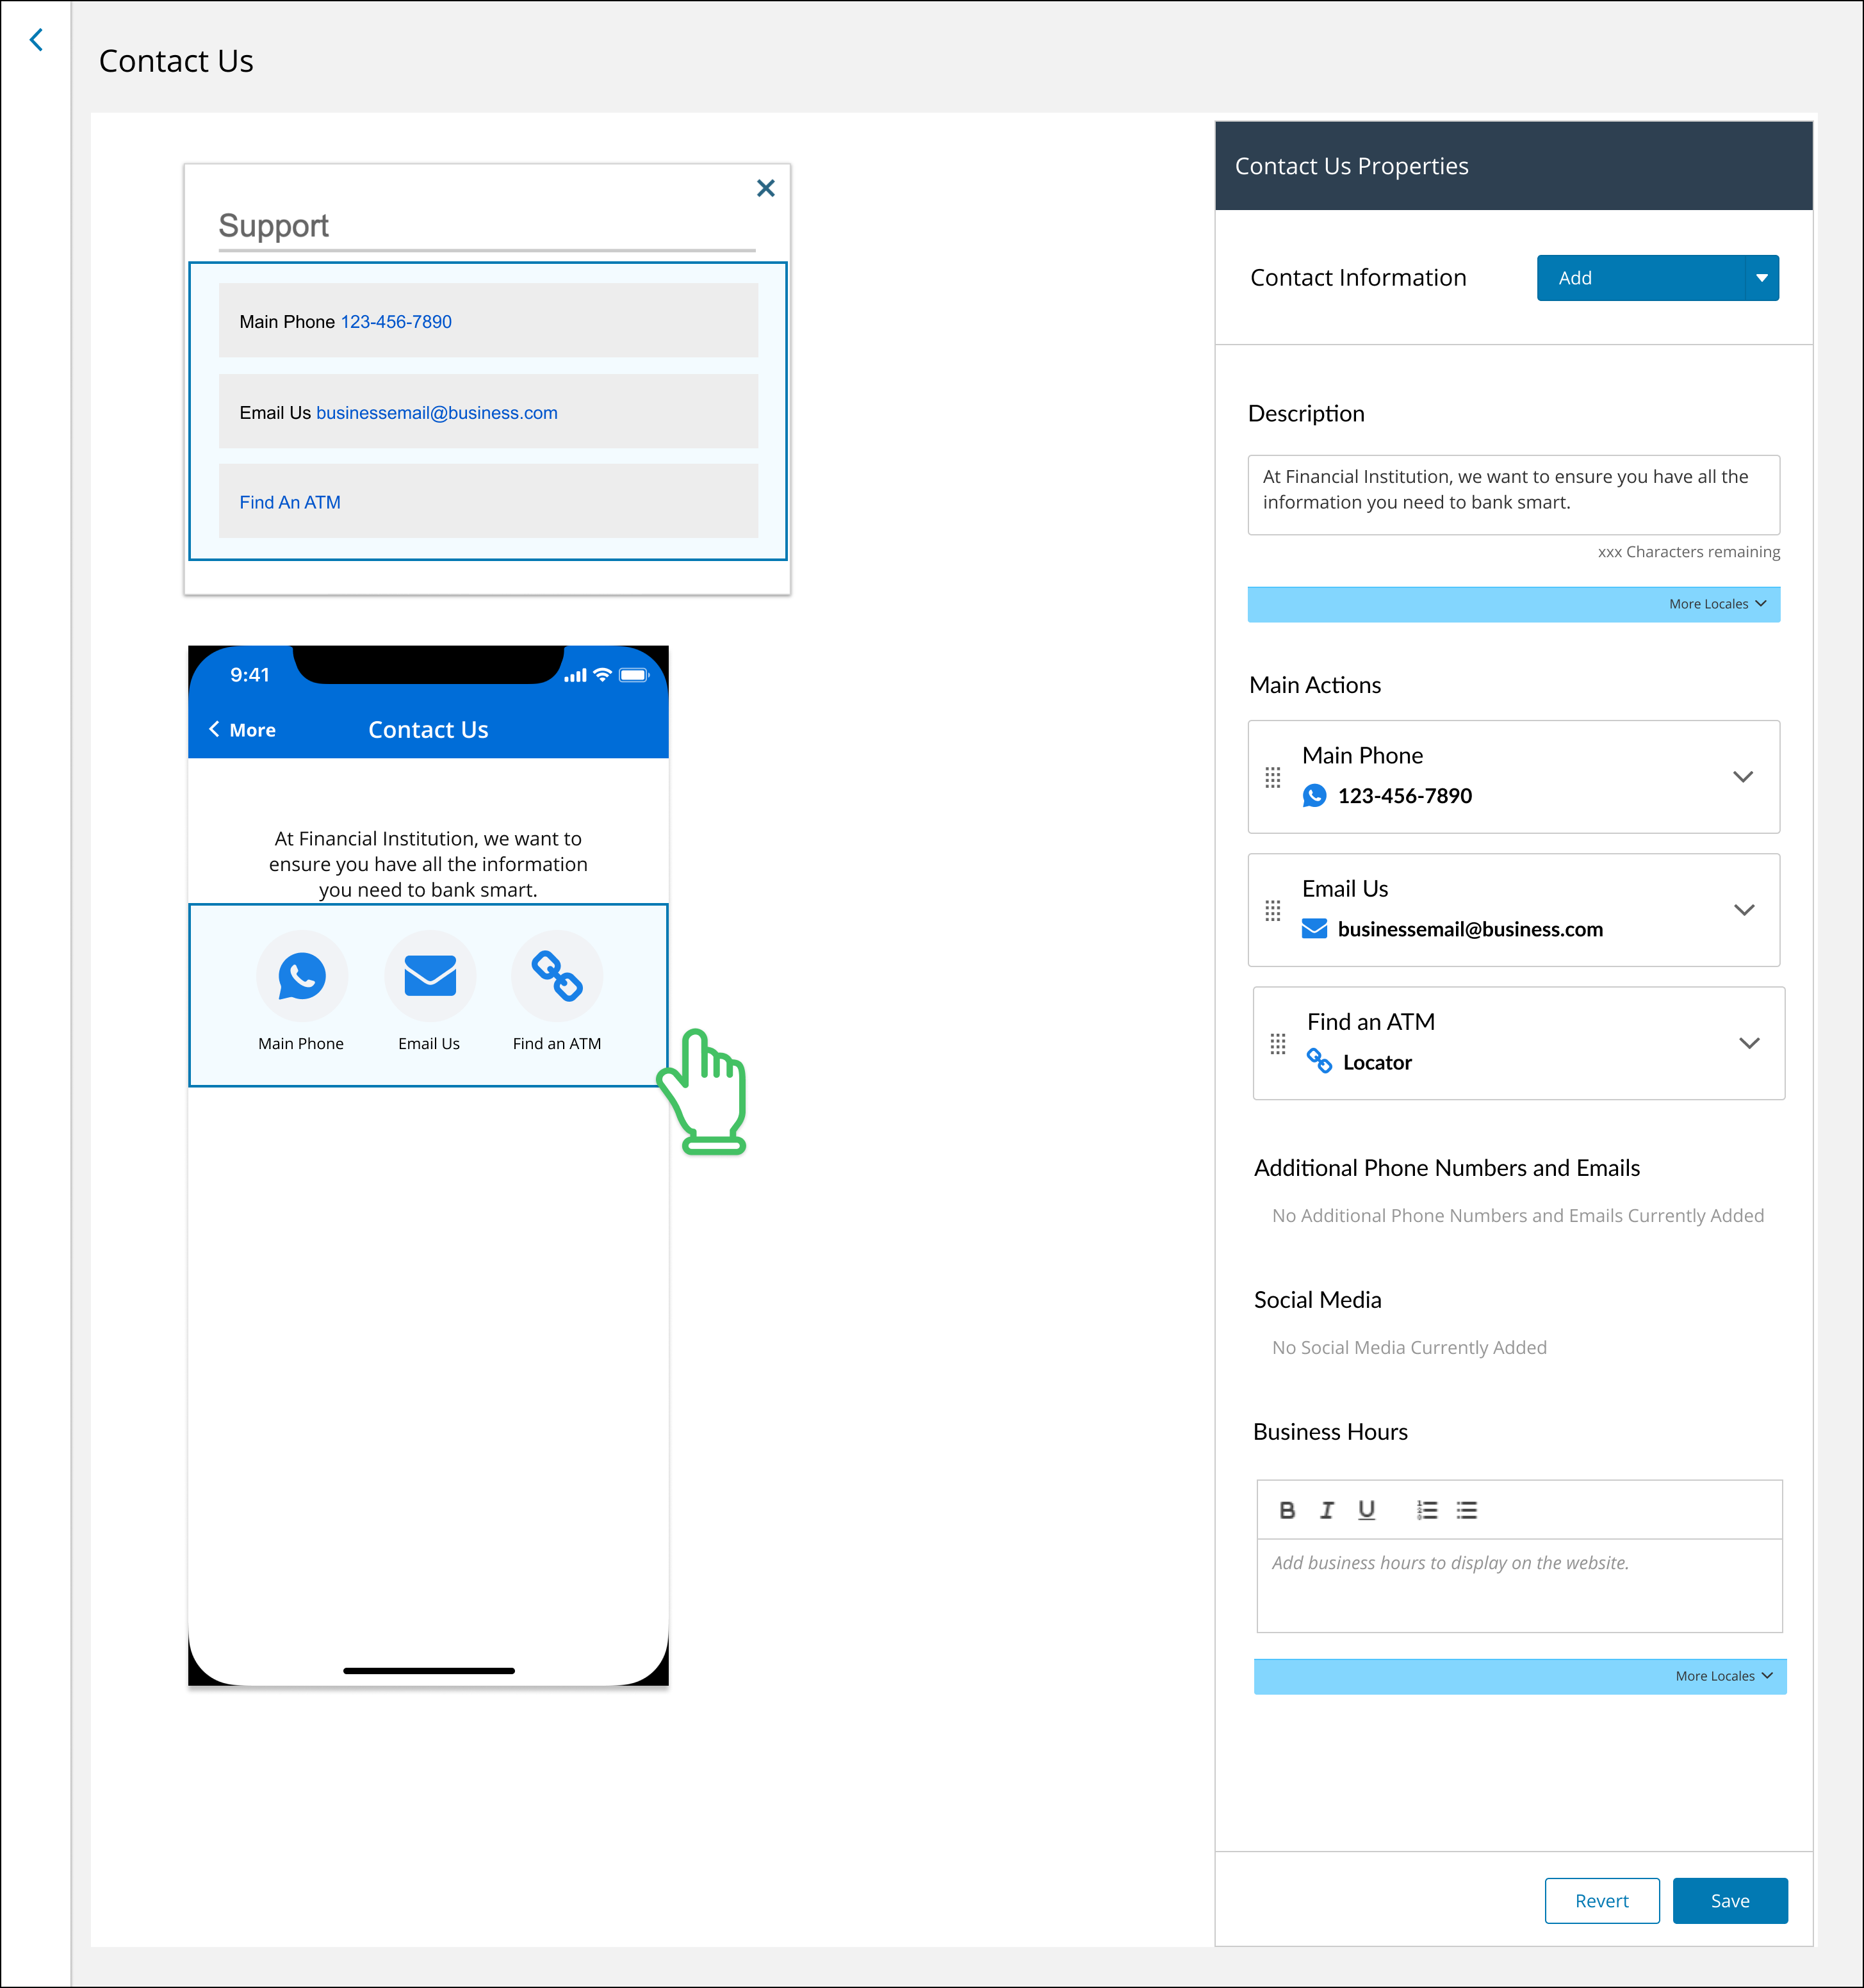 Contact Us
Support
Main Phone 123-456-7890
Email Us businessemail@business.com
Find An ATM
9:41
More
Contact Us
At Financial Institution, we want to
ensure you have all the information
you need to bank smart.
Main Phone
Email Us
Find an ATM
Contact Us Properties
Contact Information
Add
Description
At Financial Institution, we want to ensure you have all the
information you need to bank smart.
xxx Characters remaining
More Locales
Main Actions
Main Phone
123-456-7890
Email Us
businessemail@business.com
Find an ATM
Locator
Additional Phone Numbers and Emails
No Additional Phone Numbers and Emails Currently Added
Social Media
No Social Media Currently Added
Business Hours
B I U
Add business hours to display on the website.
More Locales
Revert
Save